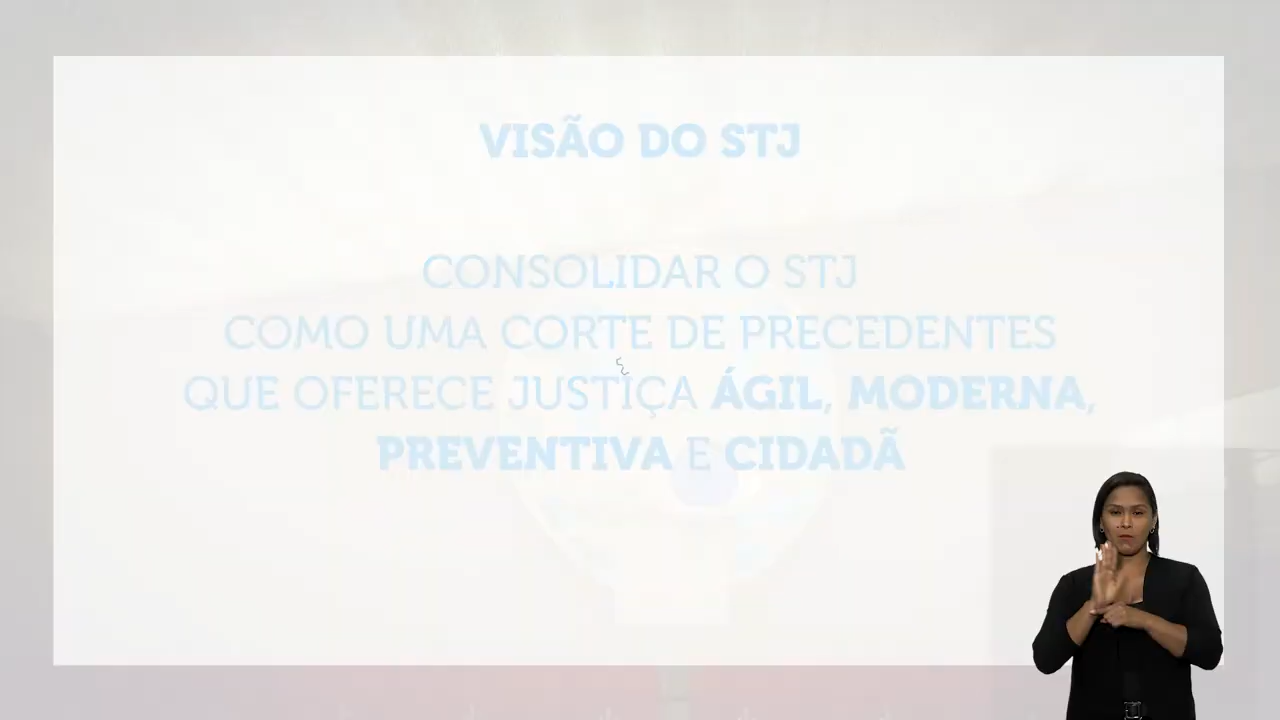 VISÃO DO STJ
CONSOLIDAR O STJ
COMO UMA CORTE DE PRECEDENTES
QUE OFERECE JUSTIÇA ÁGIL, MODERNA,
PREVENTIVA E CIDADÃ